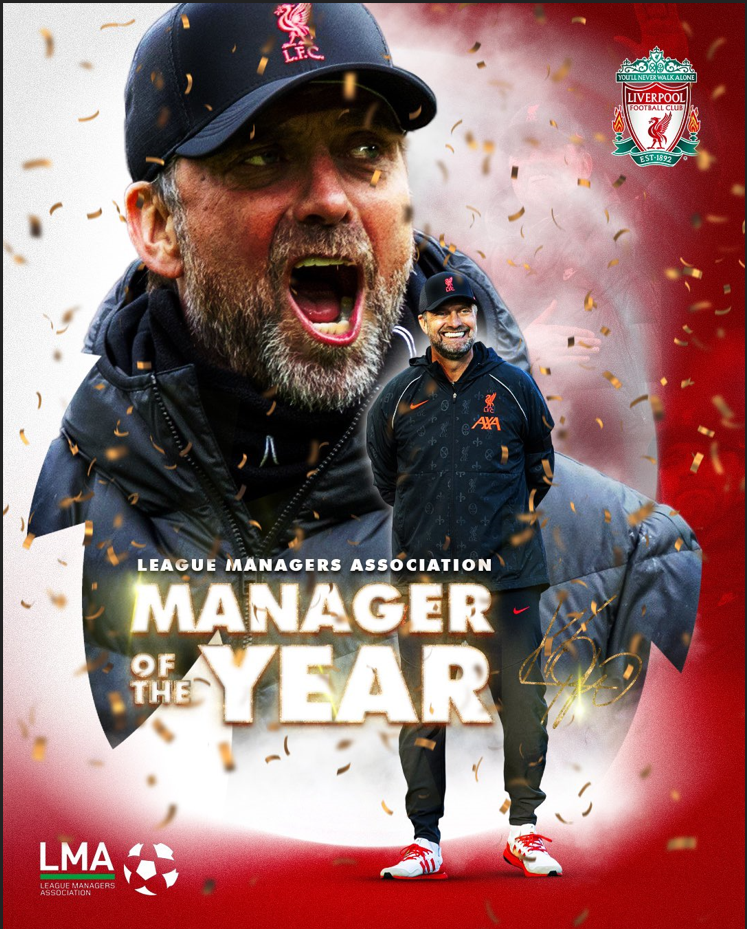 L.F.C.
YOU'LL NEVER WALK ALONE
LIVERPOOL
FOOTBALL CLUB
EST·1892
AXA
LEAGUE MANAGERS ASSOCIATION
MANAGER
OF
THE YEAR
LMA
LEAGUE MANAGERS
ASSOCIATION